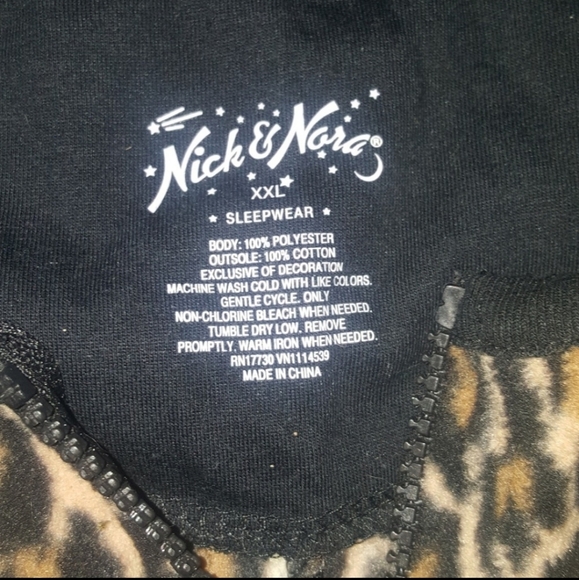 Nick & Nora®
XXL
SLEEPWEAR
BODY: 100% POLYESTER
OUTSOLE: 100% COTTON
EXCLUSIVE OF DECORATION
MACHINE WASH COLD WITH LIKE COLORS.
GENTLE CYCLE. ONLY
NON-CHLORINE BLEACH WHEN NEEDED.
TUMBLE DRY LOW. REMOVE
PROMPTLY. WARM IRON WHEN NEEDED.
RN17730 VN1114539
MADE IN CHINA